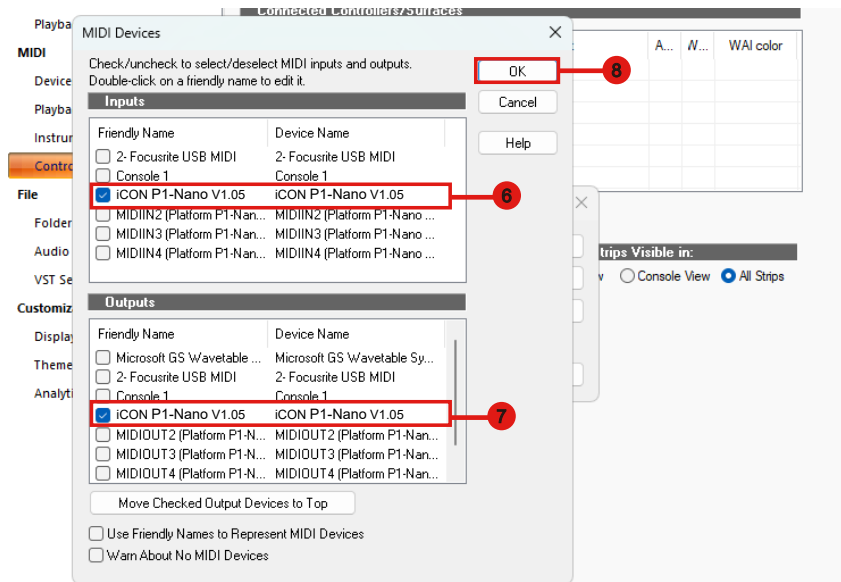 Connected Controllers/Surfaces
Playba
MIDI Devices
MIDI
A... W... WAI color
Check/uncheck to select/deselect MIDI inputs and outputs.
Double-click on a friendly name to edit it.
OK
8
Device
Inputs
Cancel
Playba
Friendly Name Device Name
Help
Instrur
2- Focusrite USB MIDI 2- Focusrite USB MIDI
Contro
Console 1 Console 1
File
iCON P1-Nano V1.05 iCON P1-Nano V1.05
6
MIDIIN2 (Platform P1-Nan... MIDIIN2 (Platform P1-Nano ...
Folder
MIDIIN3 (Platform P1-Nan... MIDIIN3 (Platform P1-Nano ...
Audio
MIDIIN4 (Platform P1-Nan... MIDIIN4 (Platform P1-Nano ...
trips Visible in:
VST Se
w Console View All Strips
Customiz
Outputs
Display
Friendly Name Device Name
Theme
Microsoft GS Wavetable ... Microsoft GS Wavetable Sy...
2- Focusrite USB MIDI 2- Focusrite USB MIDI
Analyti
Console 1 Console 1
iCON P1-Nano V1.05 iCON P1-Nano V1.05
7
MIDIOUT2 (Platform P1-N... MIDIOUT2 (Platform P1-Nan...
MIDIOUT3 (Platform P1-N... MIDIOUT3 (Platform P1-Nan...
MIDIOUT4 (Platform P1-N... MIDIOUT4 (Platform P1-Nan...
Move Checked Output Devices to Top
Use Friendly Names to Represent MIDI Devices
Warn About No MIDI Devices